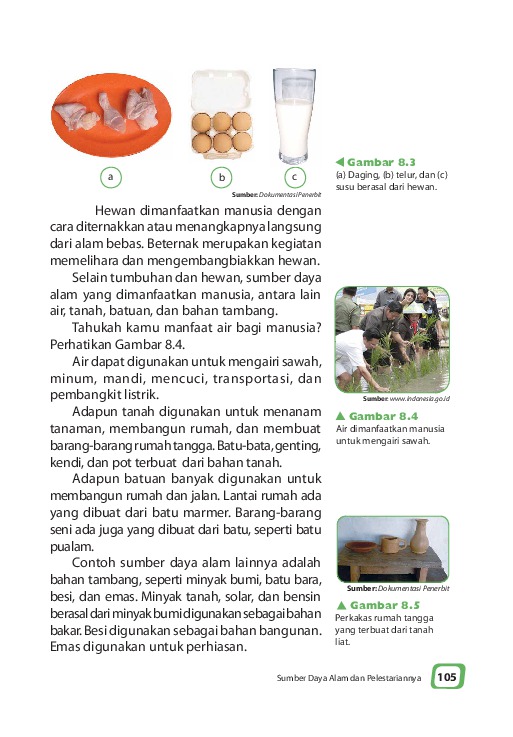 a
b
c
Sumber: Dokumentasi Penerbit
Gambar 8.3
(a) Daging, (b) telur, dan (c)
susu berasal dari hewan.
Hewan dimanfaatkan manusia dengan
cara diternakkan atau menangkapnya langsung
dari alam bebas. Beternak merupakan kegiatan
memelihara dan mengembangbiakkan hewan.
Selain tumbuhan dan hewan, sumber daya
alam yang dimanfaatkan manusia, antara lain
air, tanah, batuan, dan bahan tambang.
Tahukah kamu manfaat air bagi manusia?
Perhatikan Gambar 8.4.
Air dapat digunakan untuk mengairi sawah,
minum, mandi, mencuci, transportasi, dan
pembangkit listrik.
Adapun tanah digunakan untuk menanam
tanaman, membangun rumah, dan membuat
barang-barang rumah tangga. Batu-bata, genting,
kendi, dan pot terbuat dari bahan tanah.
Adapun batuan banyak digunakan untuk
membangun rumah dan jalan. Lantai rumah ada
yang dibuat dari batu marmer. Barang-barang
seni ada juga yang dibuat dari batu, seperti batu
pualam.
Contoh sumber daya alam lainnya adalah
bahan tambang, seperti minyak bumi, batu bara,
besi, dan emas. Minyak tanah, solar, dan bensin
berasal dari minyak bumi digunakan sebagai bahan
bakar. Besi digunakan sebagai bahan bangunan.
Emas digunakan untuk perhiasan.
Sumber: www.indonesia.go.id
Gambar 8.4
Air dimanfaatkan manusia
untuk mengairi sawah.
Sumber: Dokumentasi Penerbit
Gambar 8.5
Perkakas rumah tangga
yang terbuat dari tanah
liat.
Sumber Daya Alam dan Pelestariannya
105